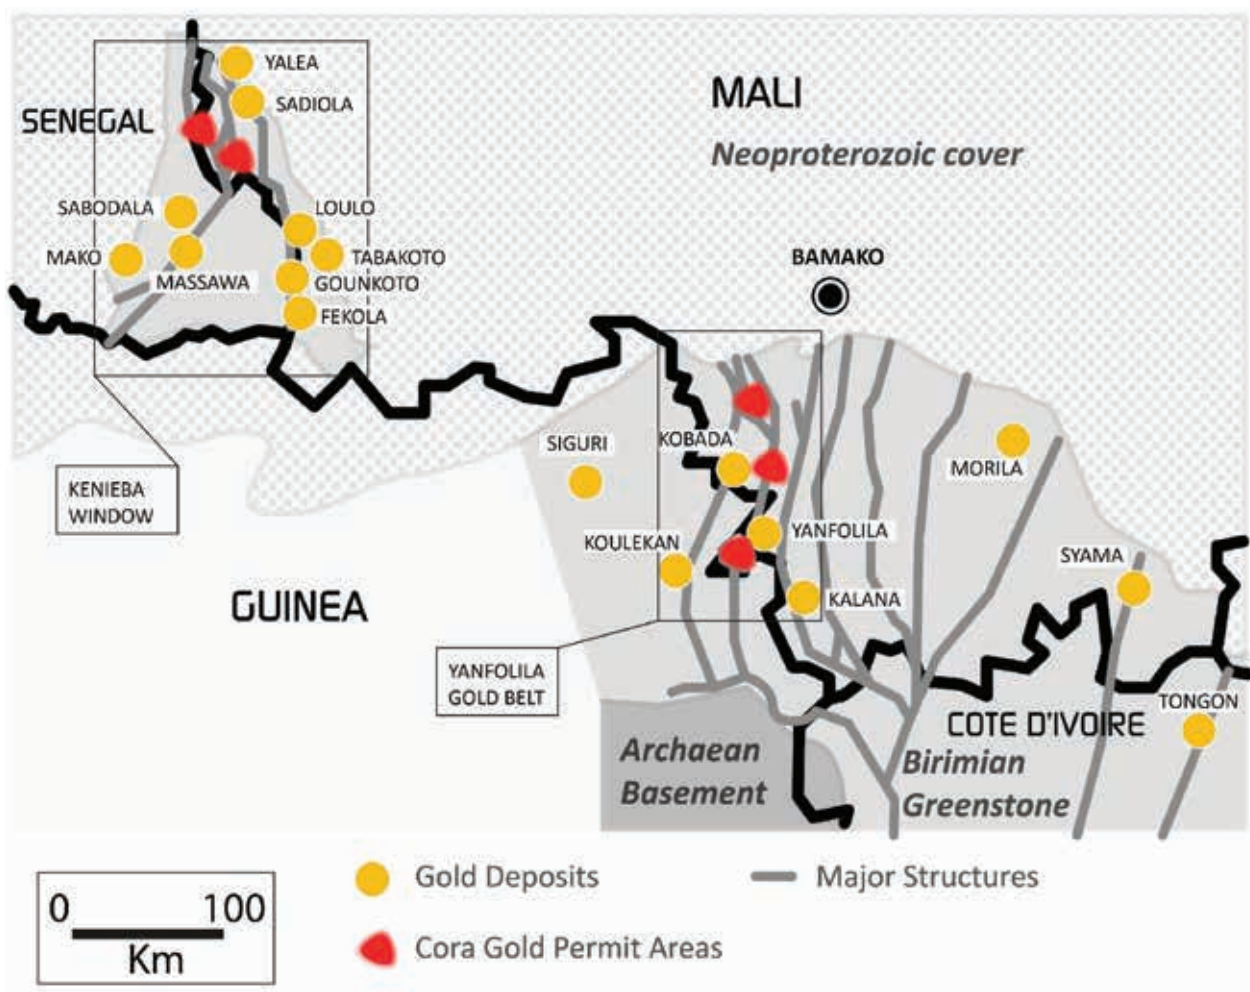 YALEA
MALI
SADIOLA
SENEGAL
Neoproterozoic cover
SABODALA
LOULO
MAKO
TABAKOTO
BAMAKO
MASSAWA
GOUNKOTO
FEKOLA
SIGURI
KOBADA
MORILA
KENIEBA
WINDOW
KOULEKAN
YANFOLILA
SYAMA
GUINEA
KALANA
YANFOLILA
GOLD BELT
TONGON
COTE D'IVOIRE
Archaean
Basement
Birimian
Greenstone
0 100
Km
Gold Deposits
Major Structures
Cora Gold Permit Areas